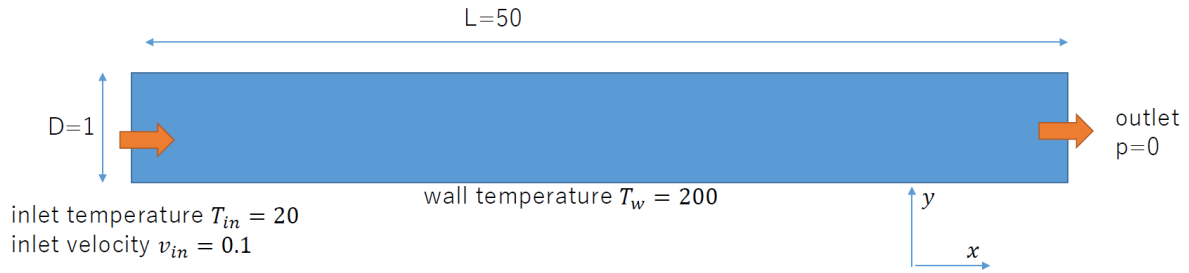 L=50
D=1
outlet
p=0
wall temperature T_w = 200
y
inlet temperature T_in = 20
inlet velocity v_in = 0.1
x